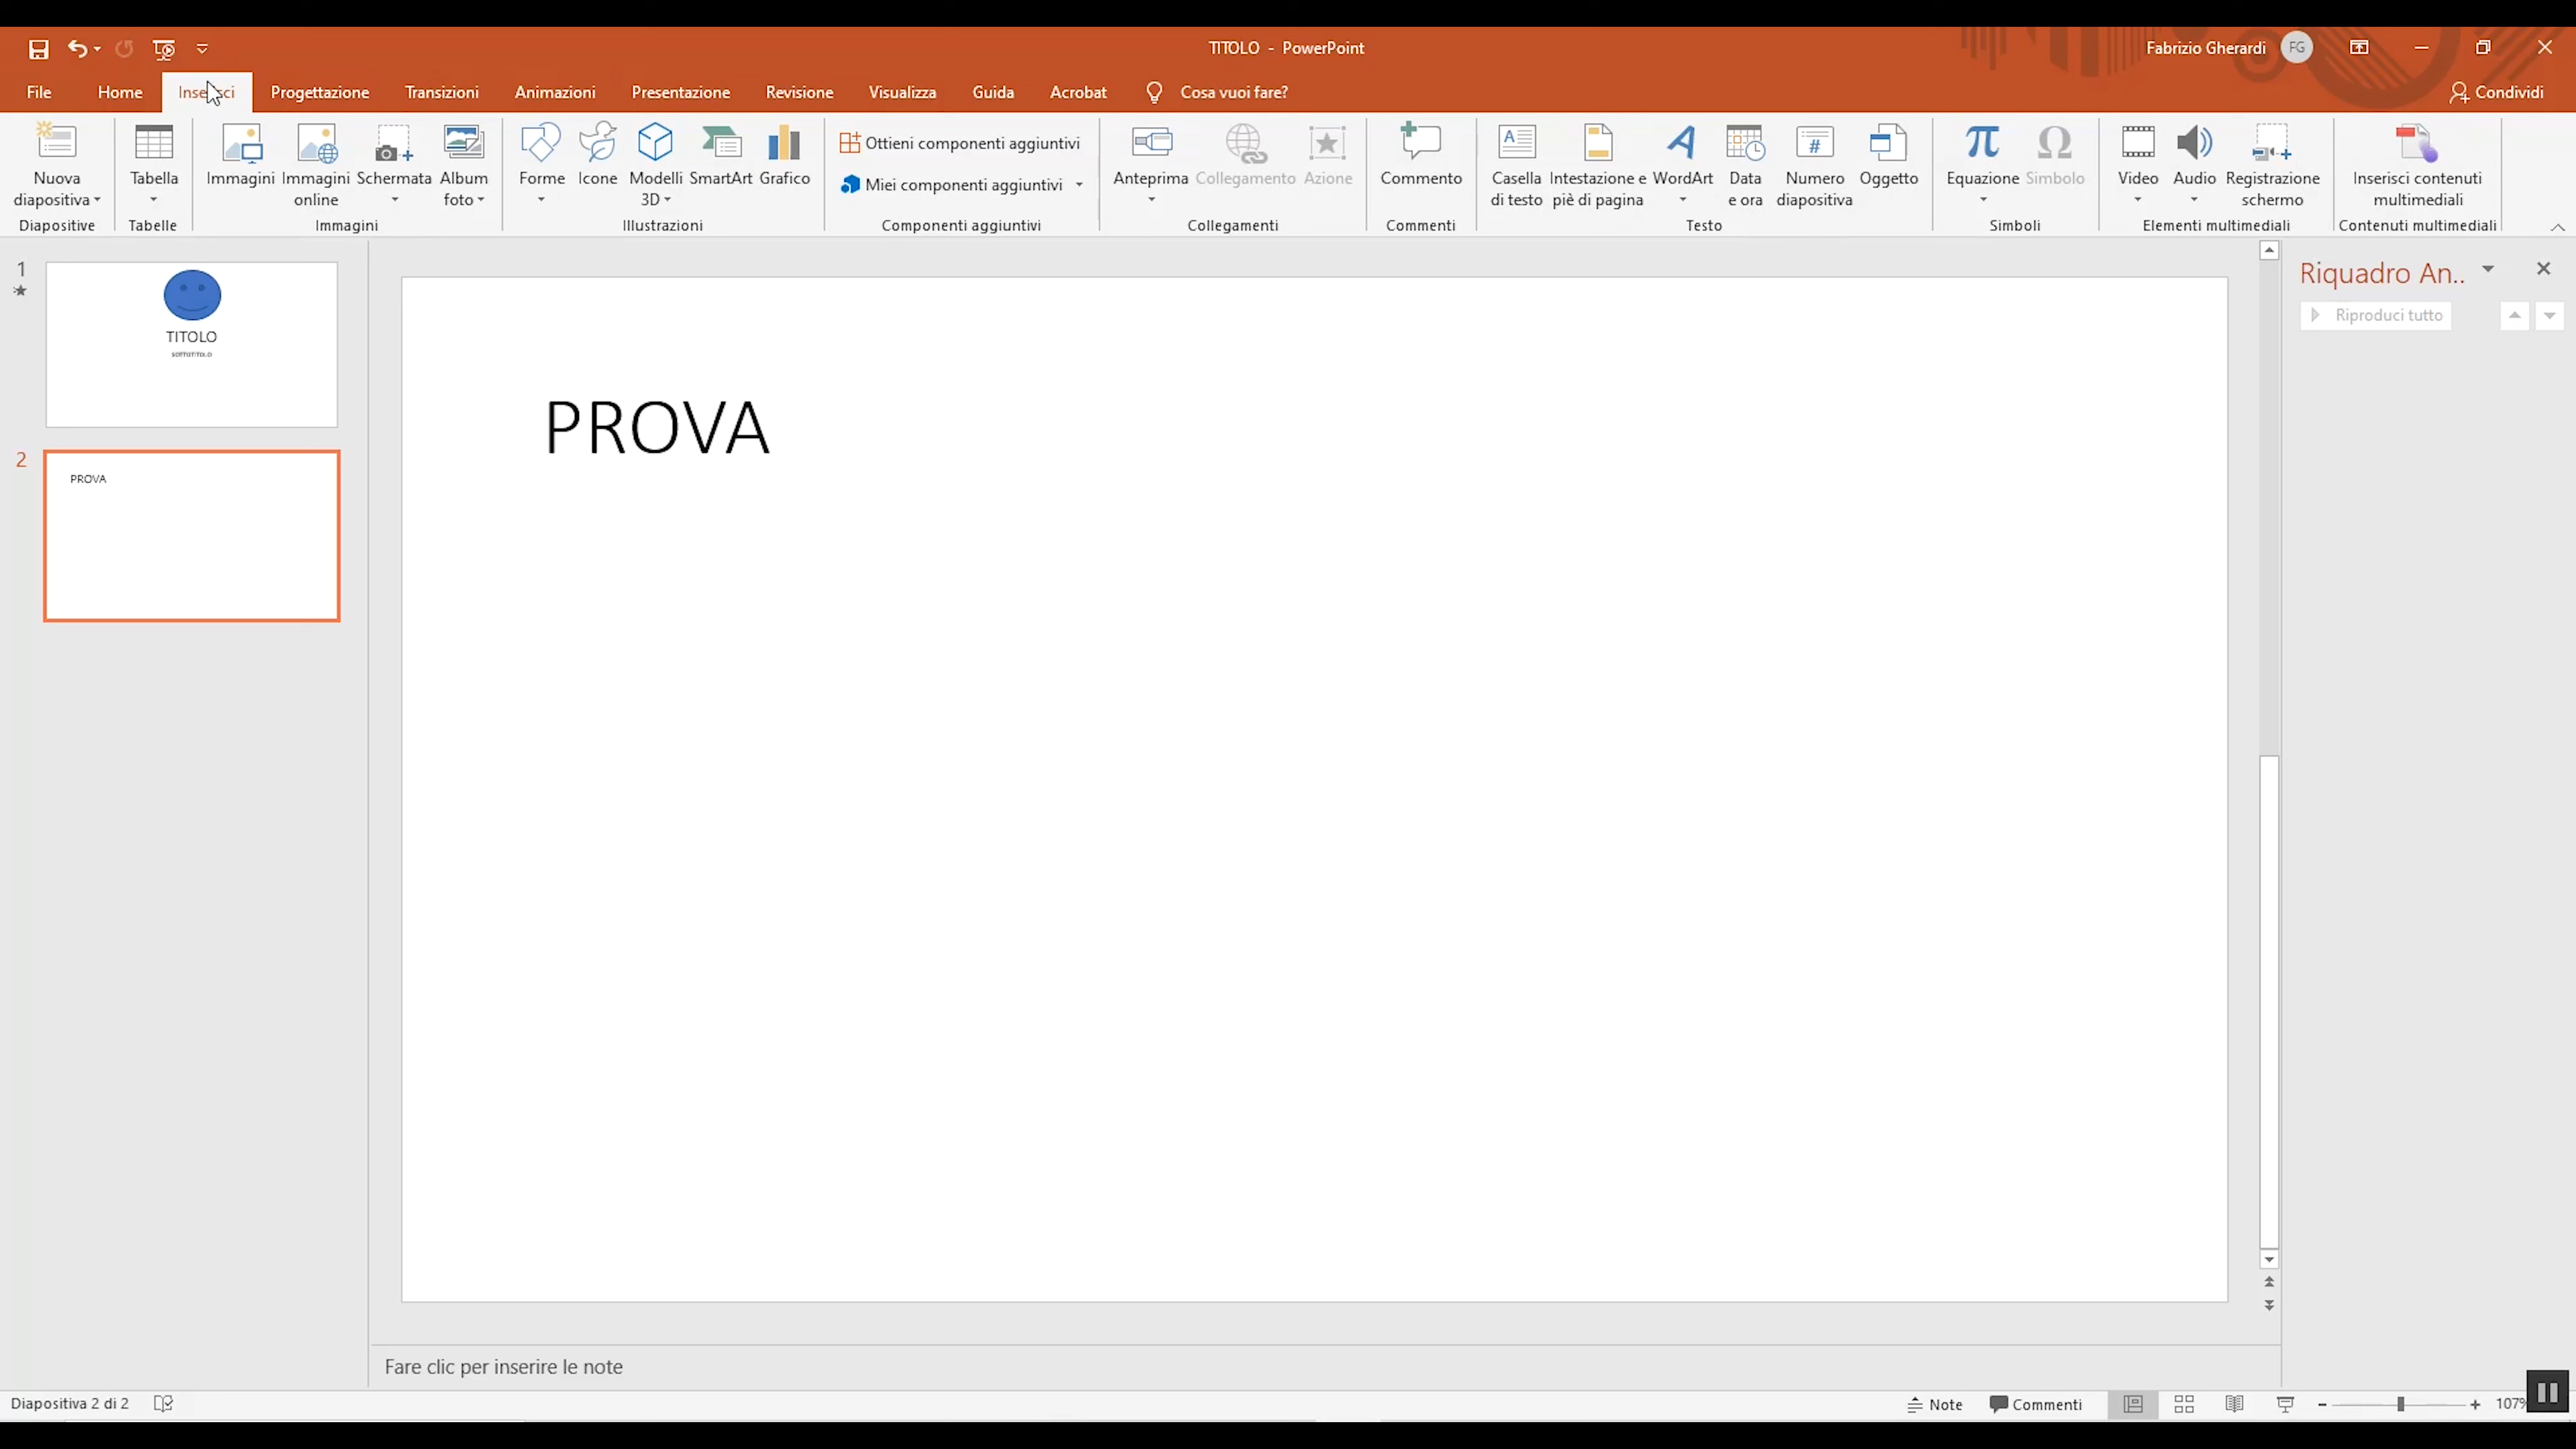 TITOLO - PowerPoint
Fabrizio Gherardi FG
File Home Inserisci Progettazione Transizioni Animazioni Presentazione Revisione Visualizza Guida Acrobat Cosa vuoi fare? Condividi
Nuova diapositiva
Diapositive
Tabella
Tabelle
Immagini
Immagini online
Schermata
Album foto
Immagini
Forme
Icone
Modelli 3D
SmartArt
Grafico
Illustrazioni
Ottieni componenti aggiuntivi
Miei componenti aggiuntivi
Componenti aggiuntivi
Anteprima
Collegamento
Azione
Collegamenti
Commento
Commenti
Casella di testo
Intestazione e piè di pagina
WordArt
Data e ora
Numero diapositiva
Oggetto
Testo
Equazione
Simbolo
Simboli
Video
Audio
Registrazione schermo
Elementi multimediali
Inserisci contenuti multimediali
Contenuti multimediali
1
TITOLO
SOTTOTITOLO
2
PROVA
PROVA
Riquadro An..
Riproduci tutto
Fare clic per inserire le note
Diapositiva 2 di 2
Note
Commenti
107%